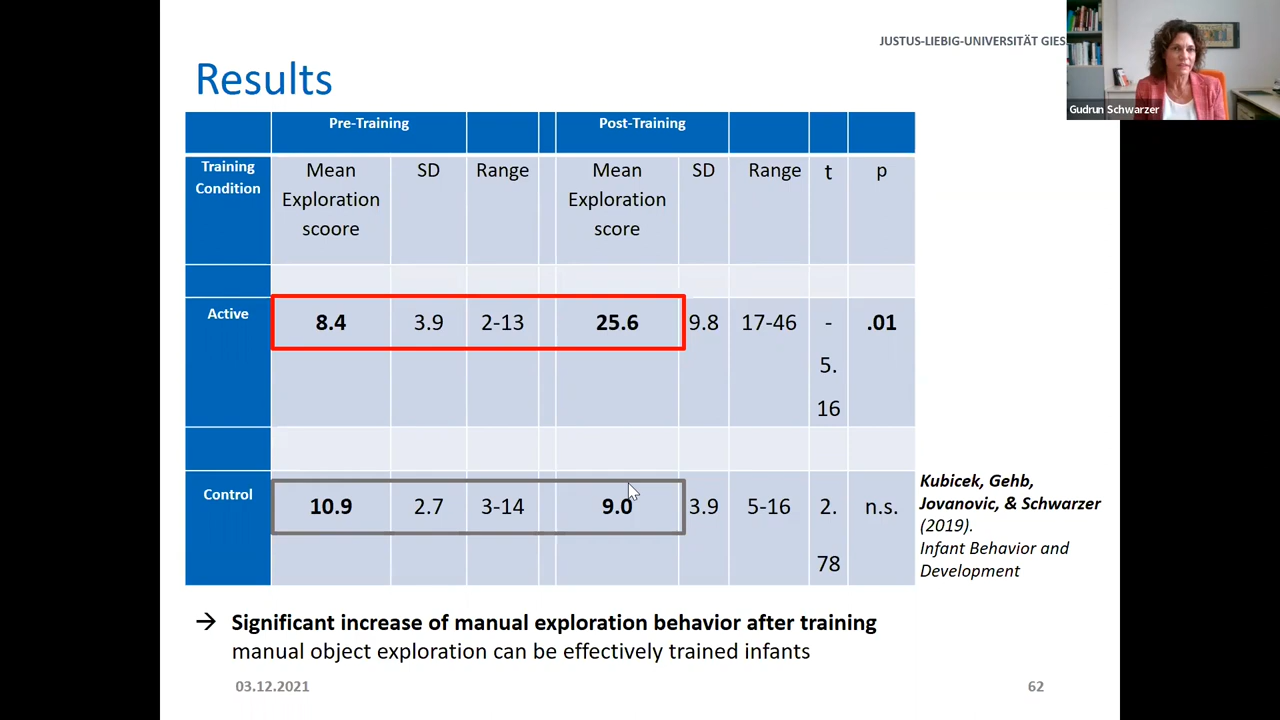 JUSTUS-LIEBIG-UNIVERSITÄT GIES
Gudrun Schwarzer
Results
Pre-Training Post-Training
Training Condition Mean Exploration scoore SD Range Mean Exploration score SD Range t p
Active 8.4 3.9 2-13 25.6 9.8 17-46 -5.16 .01
Control 10.9 2.7 3-14 9.0 3.9 5-16 2.78 n.s.
Kubicek, Gehb,
Jovanovic, & Schwarzer
(2019).
Infant Behavior and
Development
→ Significant increase of manual exploration behavior after training
manual object exploration can be effectively trained infants
03.12.2021 62